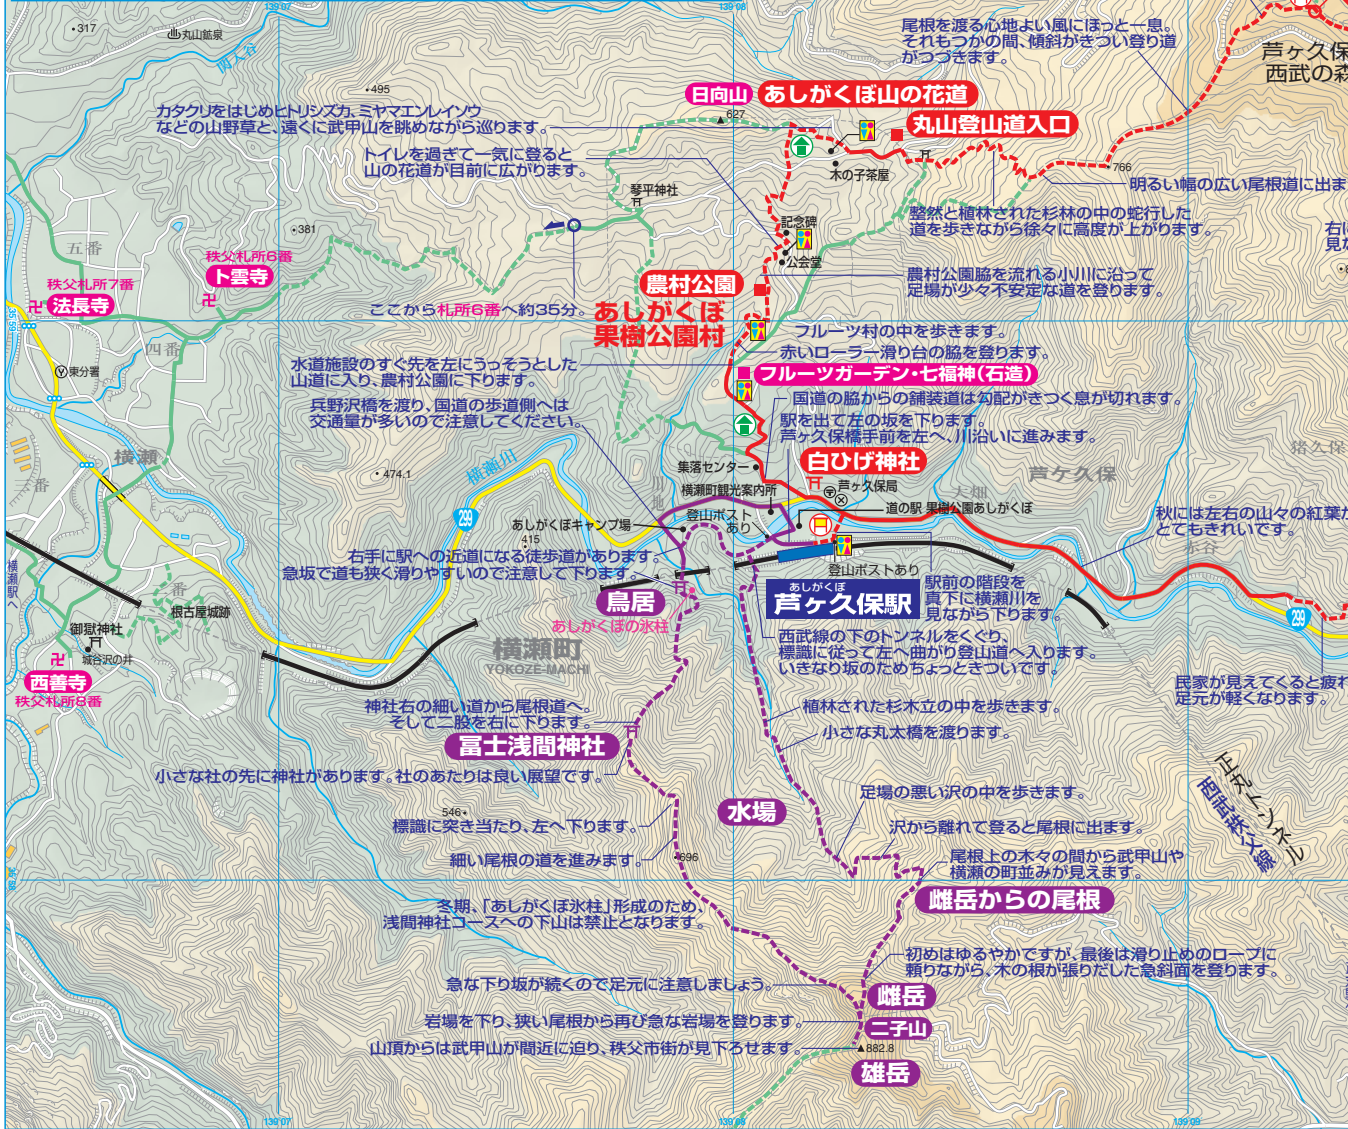 139 07
139 08
・317
丸山鉱泉
尾根を渡る心地よい風にほっと一息。
それもつかの間、傾斜がきつい登り道
がつづきます。
芦ヶ久保
西武の森
・495
日向山
あしがくぼ山の花道
▲627
カタクリをはじめヒトリシズカ、ミヤマエンレイソウ
などの山野草と、遠くに武甲山を眺めながら巡ります。
丸山登山道入口
トイレを過ぎて一気に登ると
山の花道が目前に広がります。
木の子茶屋
・766
明るい幅の広い尾根道に出ま
琴平神社
記念碑
整然と植林された杉林の中の蛇行した
道を歩きながら徐々に高度が上がります。
右に
見な
・381
五番
公会堂
秩父札所6番
卜雲寺
農村公園脇を流れる小川に沿って
足場が少々不安定な道を登ります。
秩父札所7番
法長寺
農村公園
あしがくぼ
果樹公園村
ここから札所6番へ約35分。
35 59
フルーツ村の中を歩きます。
四番
赤いローラー滑り台の脇を登ります。
水道施設のすぐ先を左にうっそうとした
山道に入り、農村公園に下ります。
東分署
フルーツガーデン・七福神(石造)
国道の脇からの舗装道は勾配がきつく息が切れます。
兵野沢橋を渡り、国道の歩道側へは
交通量が多いので注意してください。
駅を出て左の坂を下ります。
芦ヶ久保橋手前を左へ、川沿いに進みます。
横瀬
横瀬川
白ひげ神社
集落センター
猪久保
・474.1
芦ケ久保
三番
横瀬町観光案内所
芦ヶ久保局
大畑
道の駅 果樹公園あしがくぼ
299
あしがくぼキャンプ場
登山ポスト
あり
秋には左右の山々の紅葉が
とてもきれいです。
415
赤谷
右手に駅への近道になる徒歩道があります。
急坂で道も狭く滑りやすいので注意して下ります。
登山ポストあり
横瀬駅へ
あしがくぼ
芦ヶ久保駅
駅前の階段を
真下に横瀬川を
見ながら下ります。
鳥居
あしがくぼの氷柱
根古屋城跡
299
御嶽神社
城谷沢の井
横瀬町
YOKOZE-MACHI
西武線の下のトンネルをくぐり、
標識に従って左へ曲がり登山道へ入ります。
いきなり坂のためちょっときついです。
西善寺
秩父札所8番
民家が見えてくると疲れ
足元が軽くなります。
神社右の細い道から尾根道へ。
そして二股を右に下ります。
植林された杉木立の中を歩きます。
冨士浅間神社
小さな丸太橋を渡ります。
小さな社の先に神社があります。社のあたりは良い展望です。
正丸トンネル
西武秩父線
足場の悪い沢の中を歩きます。
546・
水場
標識に突き当たり、左へ下ります。
沢から離れて登ると尾根に出ます。
細い尾根の道を進みます。
・696
尾根上の木々の間から武甲山や
横瀬の町並みが見えます。
雌岳からの尾根
冬期、「あしがくぼ氷柱」形成のため、
浅間神社コースへの下山は禁止となります。
初めはゆるやかですが、最後は滑り止めのロープに
頼りながら、木の根が張りだした急斜面を登ります。
急な下り坂が続くので足元に注意しましょう。
雌岳
岩場を下り、狭い尾根から再び急な岩場を登ります。
二子山
山頂からは武甲山が間近に迫り、秩父市街が見下ろせます。
▲882.8
雄岳
139 07
139 08
139 09